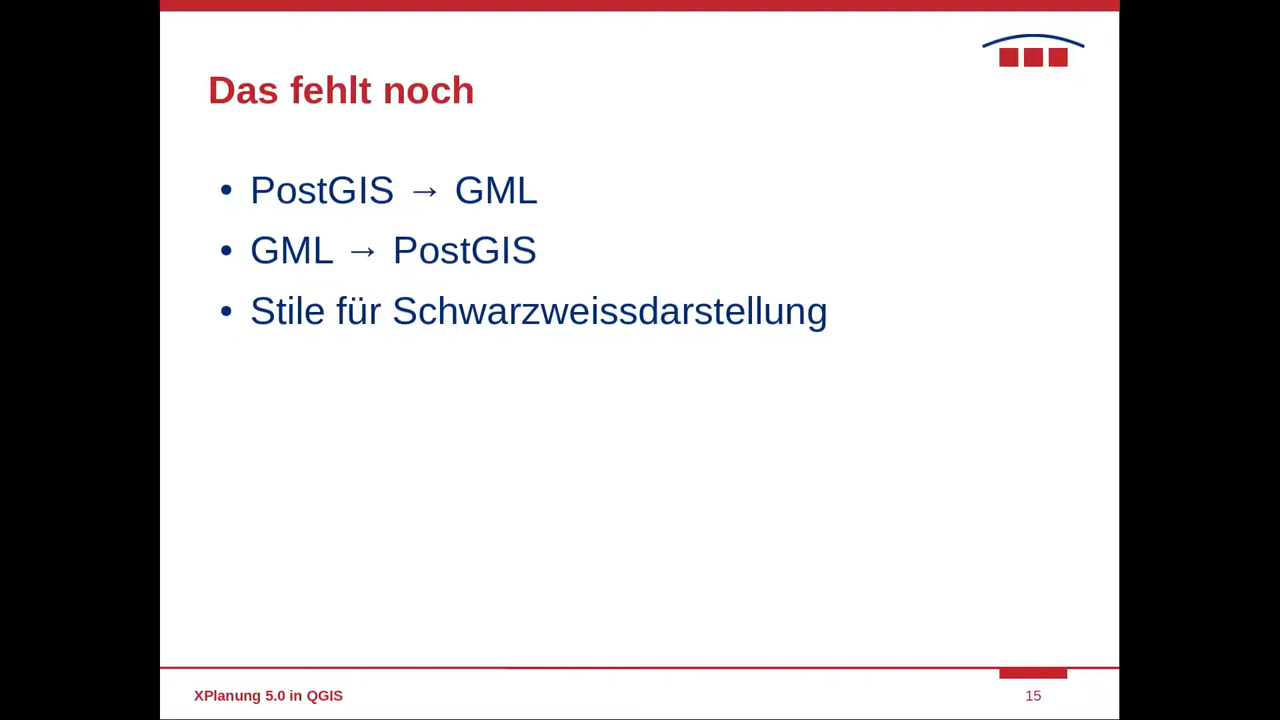 Das fehlt noch
• PostGIS → GML
• GML → PostGIS
• Stile für Schwarzweissdarstellung
XPlanung 5.0 in QGIS
15